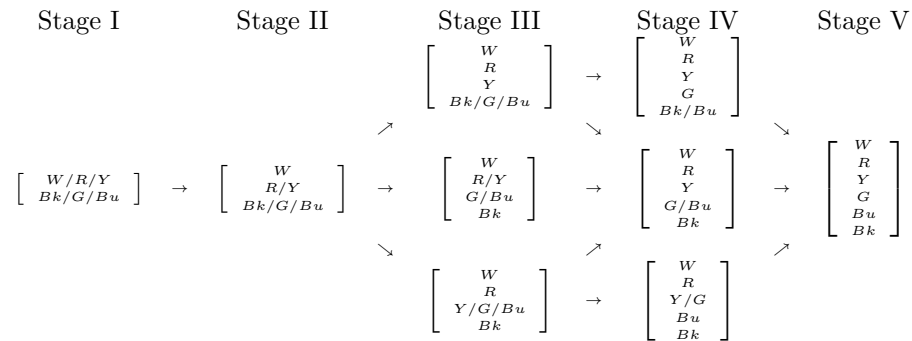 Stage I Stage II Stage III Stage IV Stage V
[ W/R/Y
Bk/G/Bu ]
→
[ W
R/Y
Bk/G/Bu ]
↗
→
↘
[ W
R
Y
Bk/G/Bu ]
[ W
R/Y
G/Bu
Bk ]
[ W
R
Y/G/Bu
Bk ]
→
↘
→
↗
→
[ W
R
Y
G
Bk/Bu ]
[ W
R
Y
G/Bu
Bk ]
[ W
R
Y/G
Bu
Bk ]
↘
→
↗
[ W
R
Y
G
Bu
Bk ]